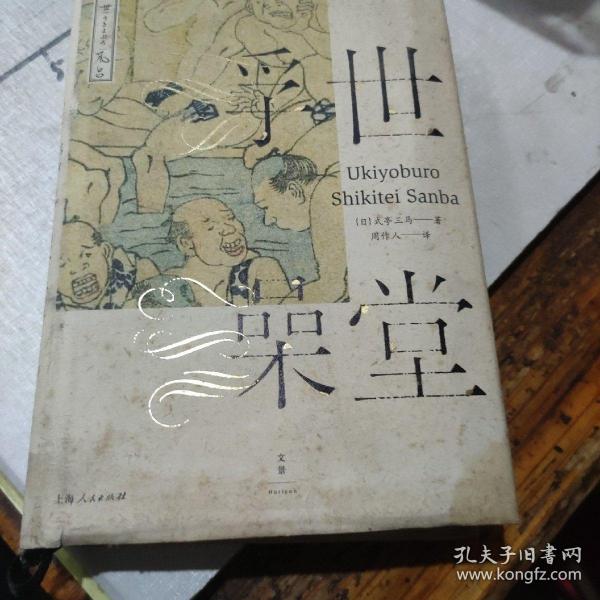 浮世
Ukiyoburo
Shikitei Sanba
[日]式亭三马——著
周作人——译
澡堂
文
景
Horizon
上海人民出版社
孔夫子旧书网
www.kongfz.com